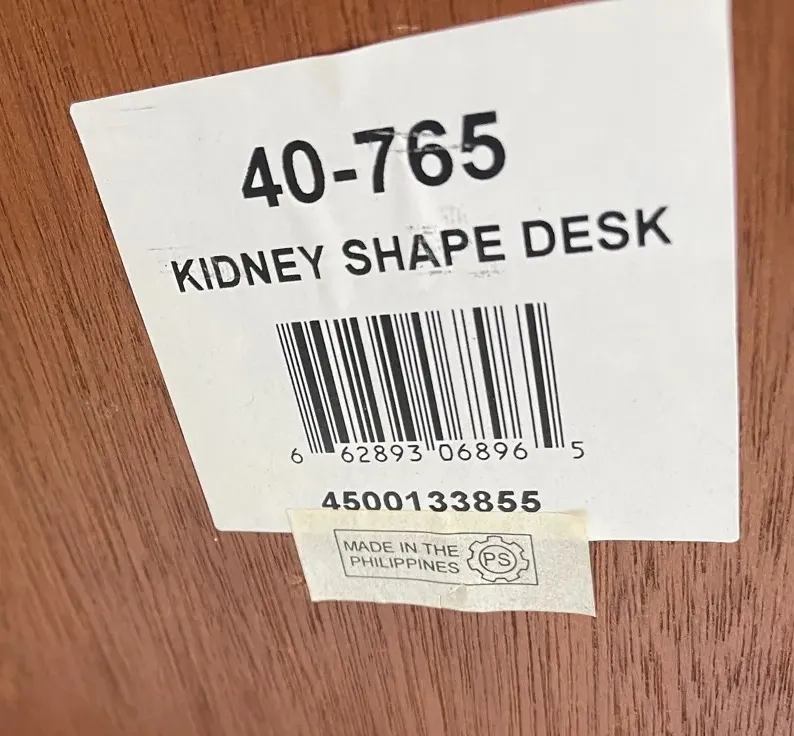 40-765
KIDNEY SHAPE DESK
6 62893 06896 5
4500133855
MADE IN THE
PHILIPPINES
PS